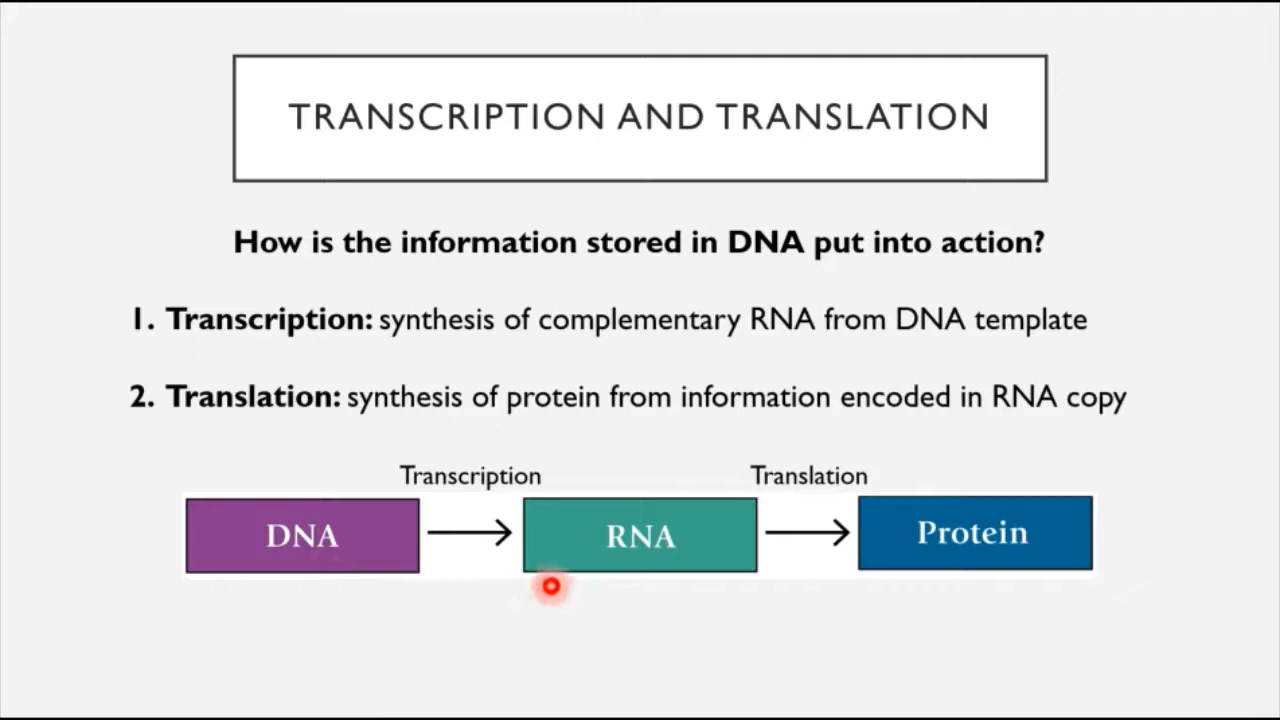 TRANSCRIPTION AND TRANSLATION
How is the information stored in DNA put into action?
1. Transcription: synthesis of complementary RNA from DNA template
2. Translation: synthesis of protein from information encoded in RNA copy
Transcription Translation
DNA RNA Protein